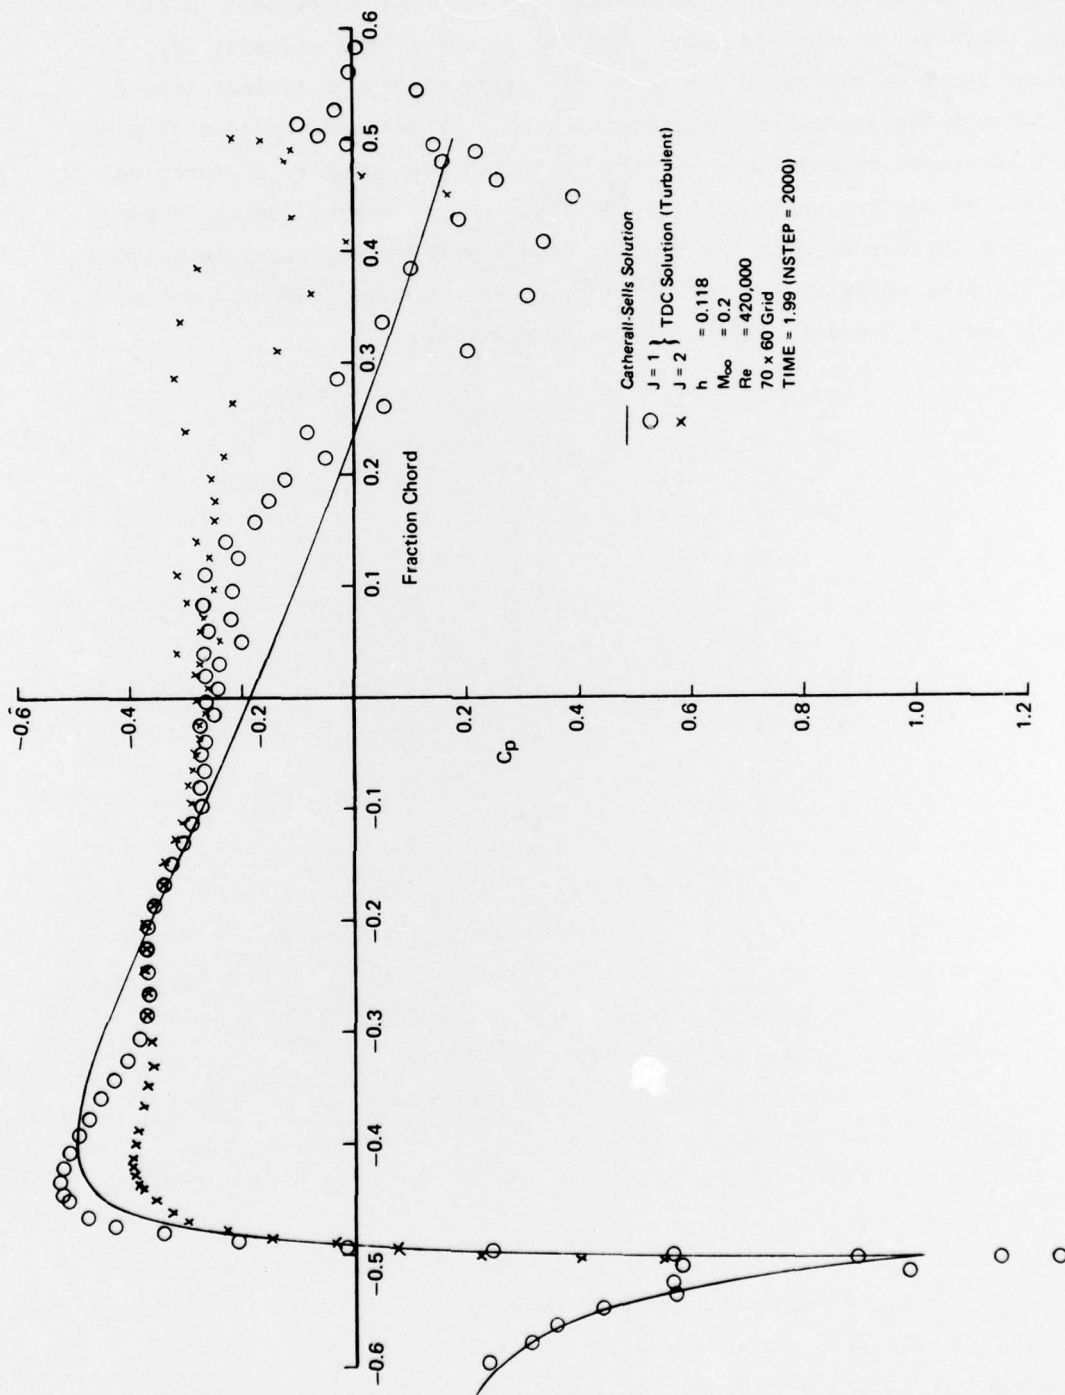 −0.6
−0.4
−0.2
0.2
0.4
0.6
0.8
1.0
1.2
Cp
−0.6
−0.5
−0.4
−0.3
−0.2
−0.1
0.1
0.2
0.3
0.4
0.5
0.6
Fraction Chord
Catherall-Sells Solution
J = 1 } TDC Solution (Turbulent)
J = 2
h = 0.118
M∞ = 0.2
Re = 420,000
70 x 60 Grid
TIME = 1.99 (NSTEP = 2000)